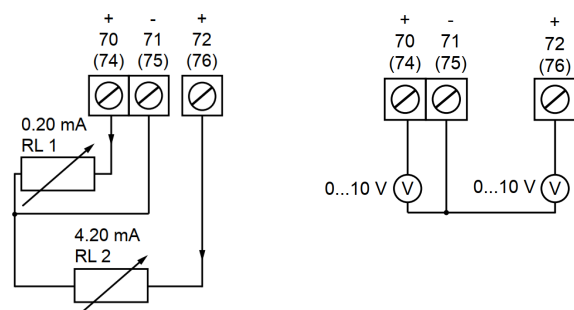 + - +
70 71 72
(74) (75) (76)
0.20 mA
RL 1
4.20 mA
RL 2
+ - +
70 71 72
(74) (75) (76)
0...10 V V 0...10 V V